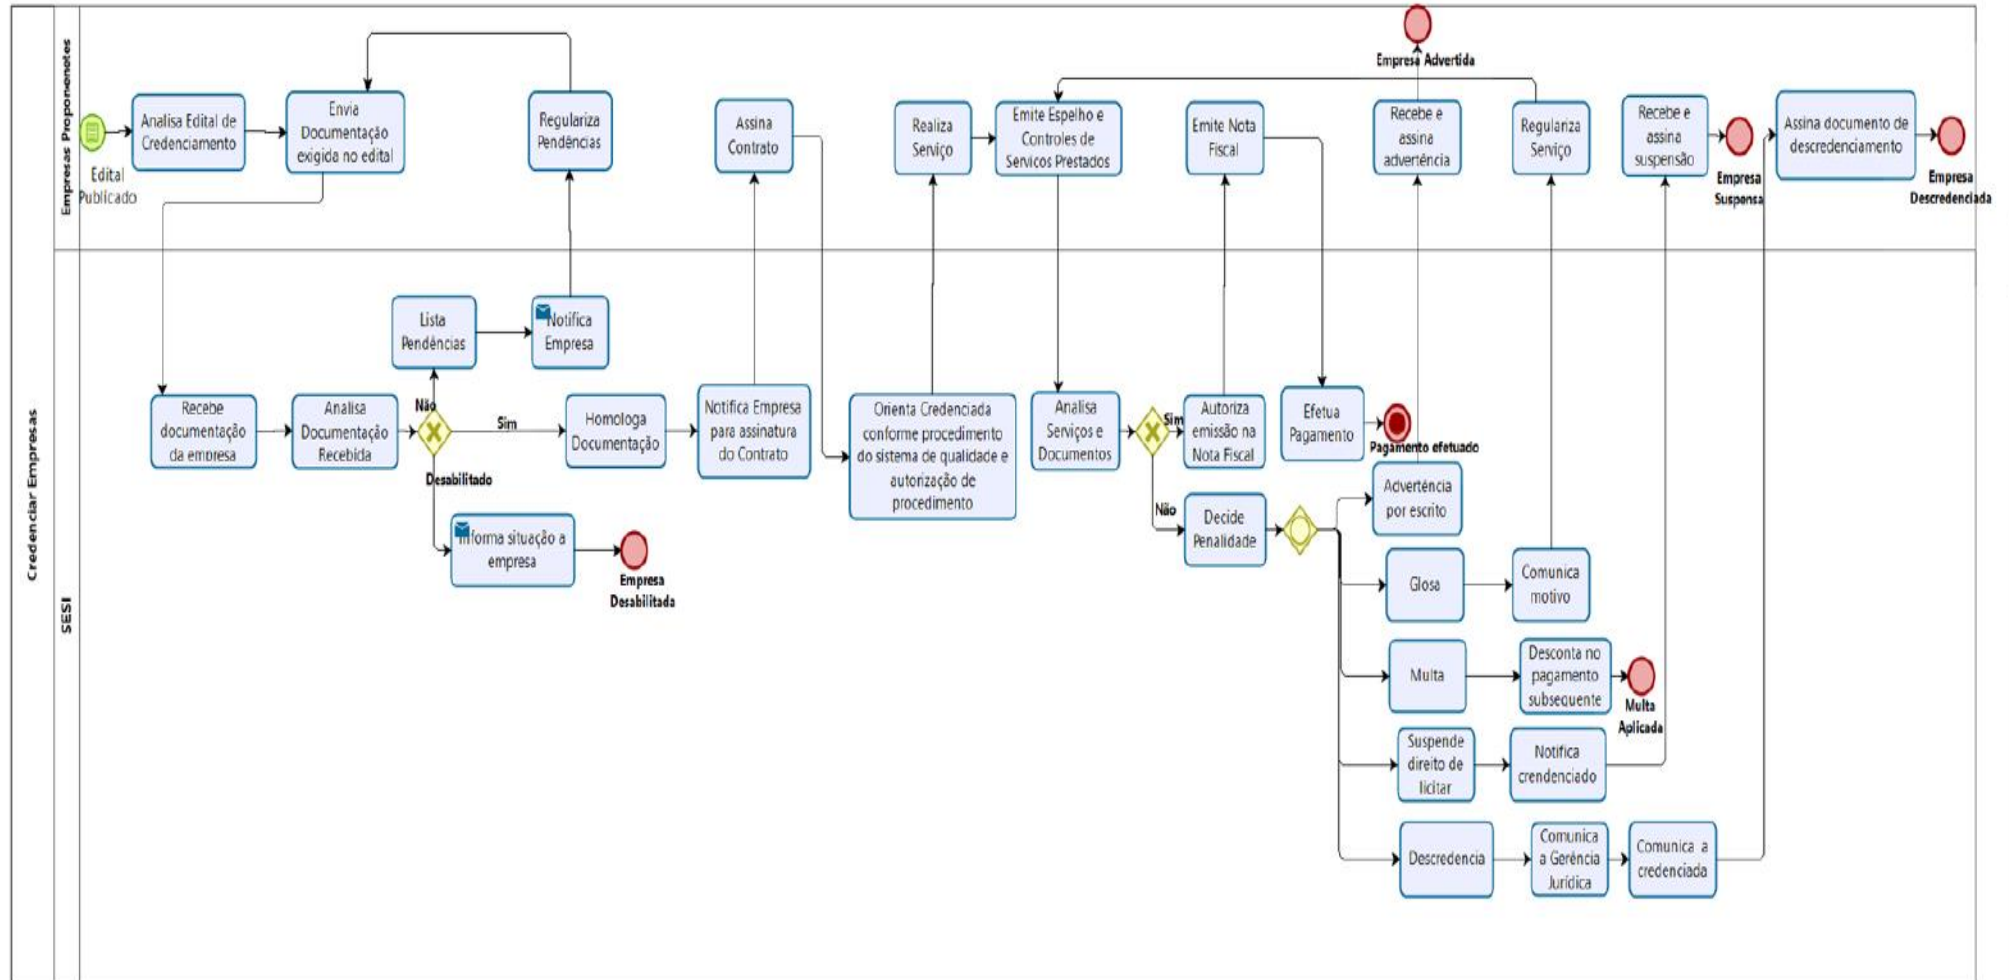 Credenciar Empresas
Empresas Proponenotes
Edital
Publicado
Analisa Edital de
Credenciamento
Envia
Documentação
exigida no edital
Regulariza
Pendências
Assina
Contrato
Realiza
Serviço
Emite Espelho e
Controles de
Servicos Prestados
Emite Nota
Fiscal
Empresa Advertida
Recebe e
assina
advertência
Regulariza
Serviço
Recebe e
assina
suspensão
Empresa
Suspensa
Assina documento de
descredenciamento
Empresa
Descredenciada
SESI
Recebe
documentação
da empresa
Analisa
Documentação
Recebida
Não
Lista
Pendências
Notifica
Empresa
Sim
Desabilitado
Informa situação a
empresa
Empresa
Desabilitada
Homologa
Documentação
Notifica Empresa
para assinatura
do Contrato
Orienta Credenciada
conforme procedimento
do sistema de qualidade e
autorização de
procedimento
Analisa
Serviços e
Documentos
Sim
Autoriza
emissão na
Nota Fiscal
Efetua
Pagamento
Pagamento efetuado
Não
Decide
Penalidade
Advertência
por escrito
Glosa
Comunica
motivo
Multa
Desconta no
pagamento
subsequente
Multa
Aplicada
Suspende
direito de
licitar
Notifica
crendenciado
Descredencia
Comunica
a Gerência
Jurídica
Comunica a
credenciada